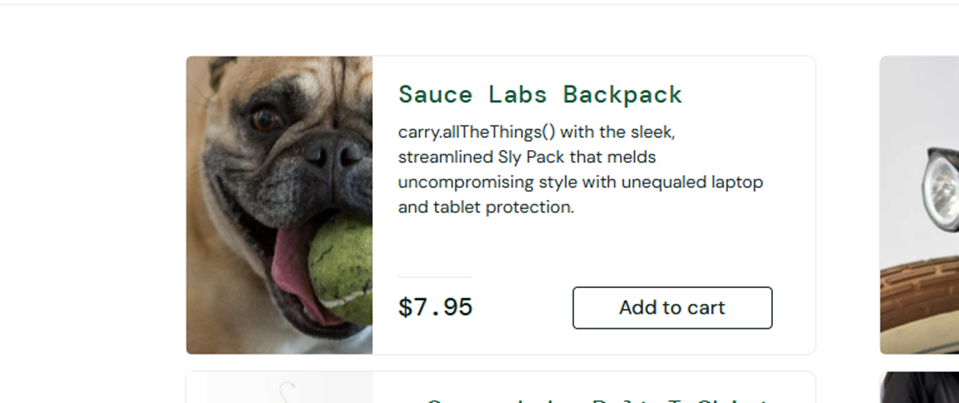 Sauce Labs Backpack
carry.allTheThings() with the sleek,
streamlined Sly Pack that melds
uncompromising style with unequaled laptop
and tablet protection.
$7.95
Add to cart